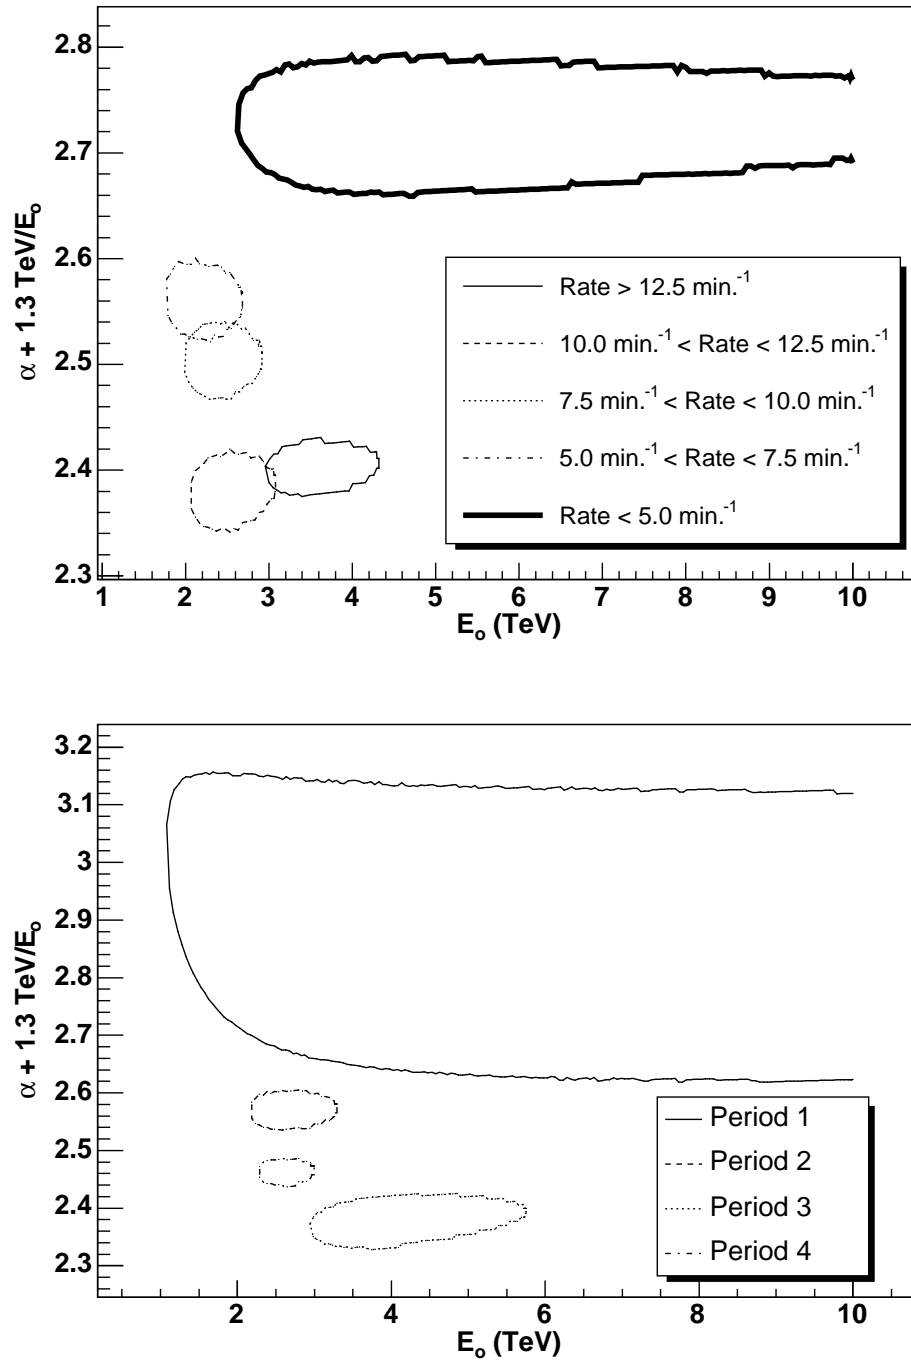 α + 1.3 TeV/Eₒ
2.8
2.7
2.6
2.5
2.4
2.3
Rate > 12.5 min.⁻¹
10.0 min.⁻¹ < Rate < 12.5 min.⁻¹
7.5 min.⁻¹ < Rate < 10.0 min.⁻¹
5.0 min.⁻¹ < Rate < 7.5 min.⁻¹
Rate < 5.0 min.⁻¹
1 2 3 4 5 6 7 8 9 10
Eₒ (TeV)
α + 1.3 TeV/Eₒ
3.2
3.1
3
2.9
2.8
2.7
2.6
2.5
2.4
2.3
Period 1
Period 2
Period 3
Period 4
2 4 6 8 10
Eₒ (TeV)